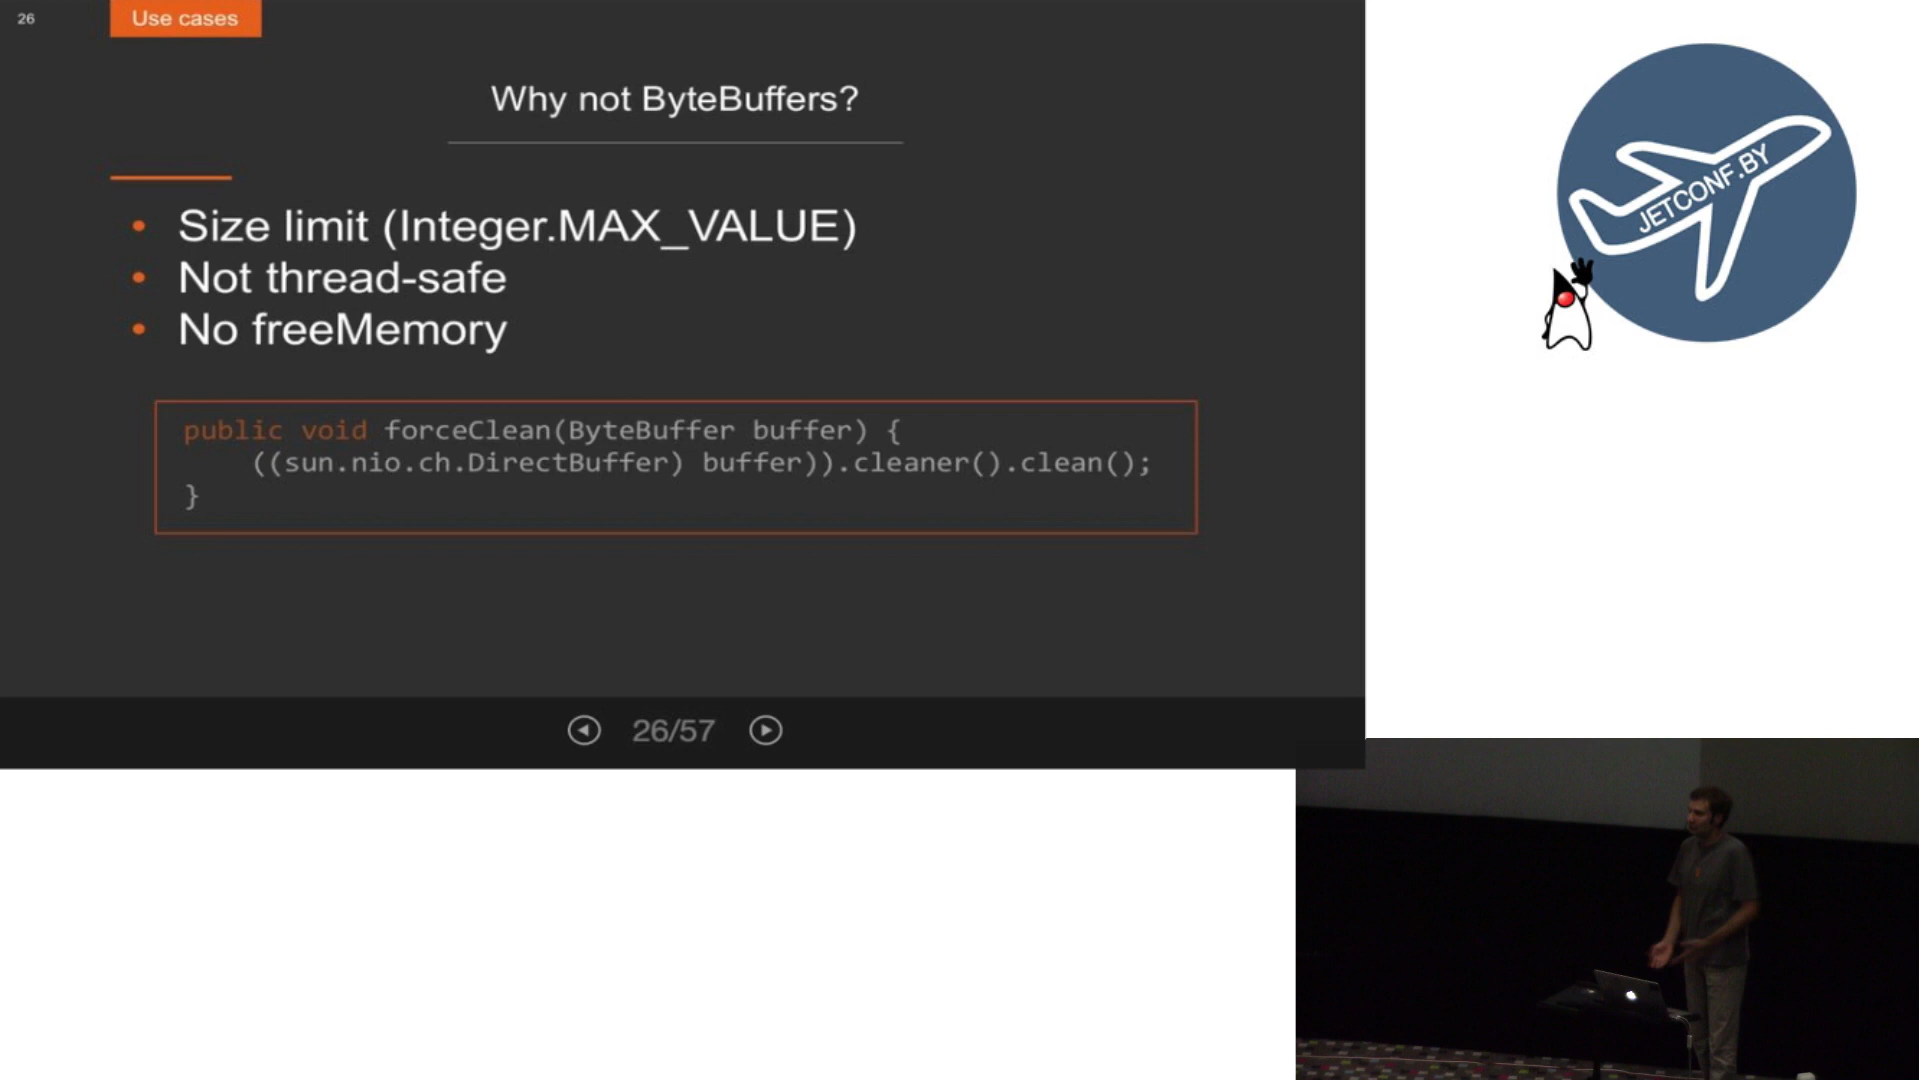 26
Use cases
Why not ByteBuffers?
• Size limit (Integer.MAX_VALUE)
• Not thread-safe
• No freeMemory
public void forceClean(ByteBuffer buffer) {
((sun.nio.ch.DirectBuffer) buffer)).cleaner().clean();
}
26/57
JETCONF.BY